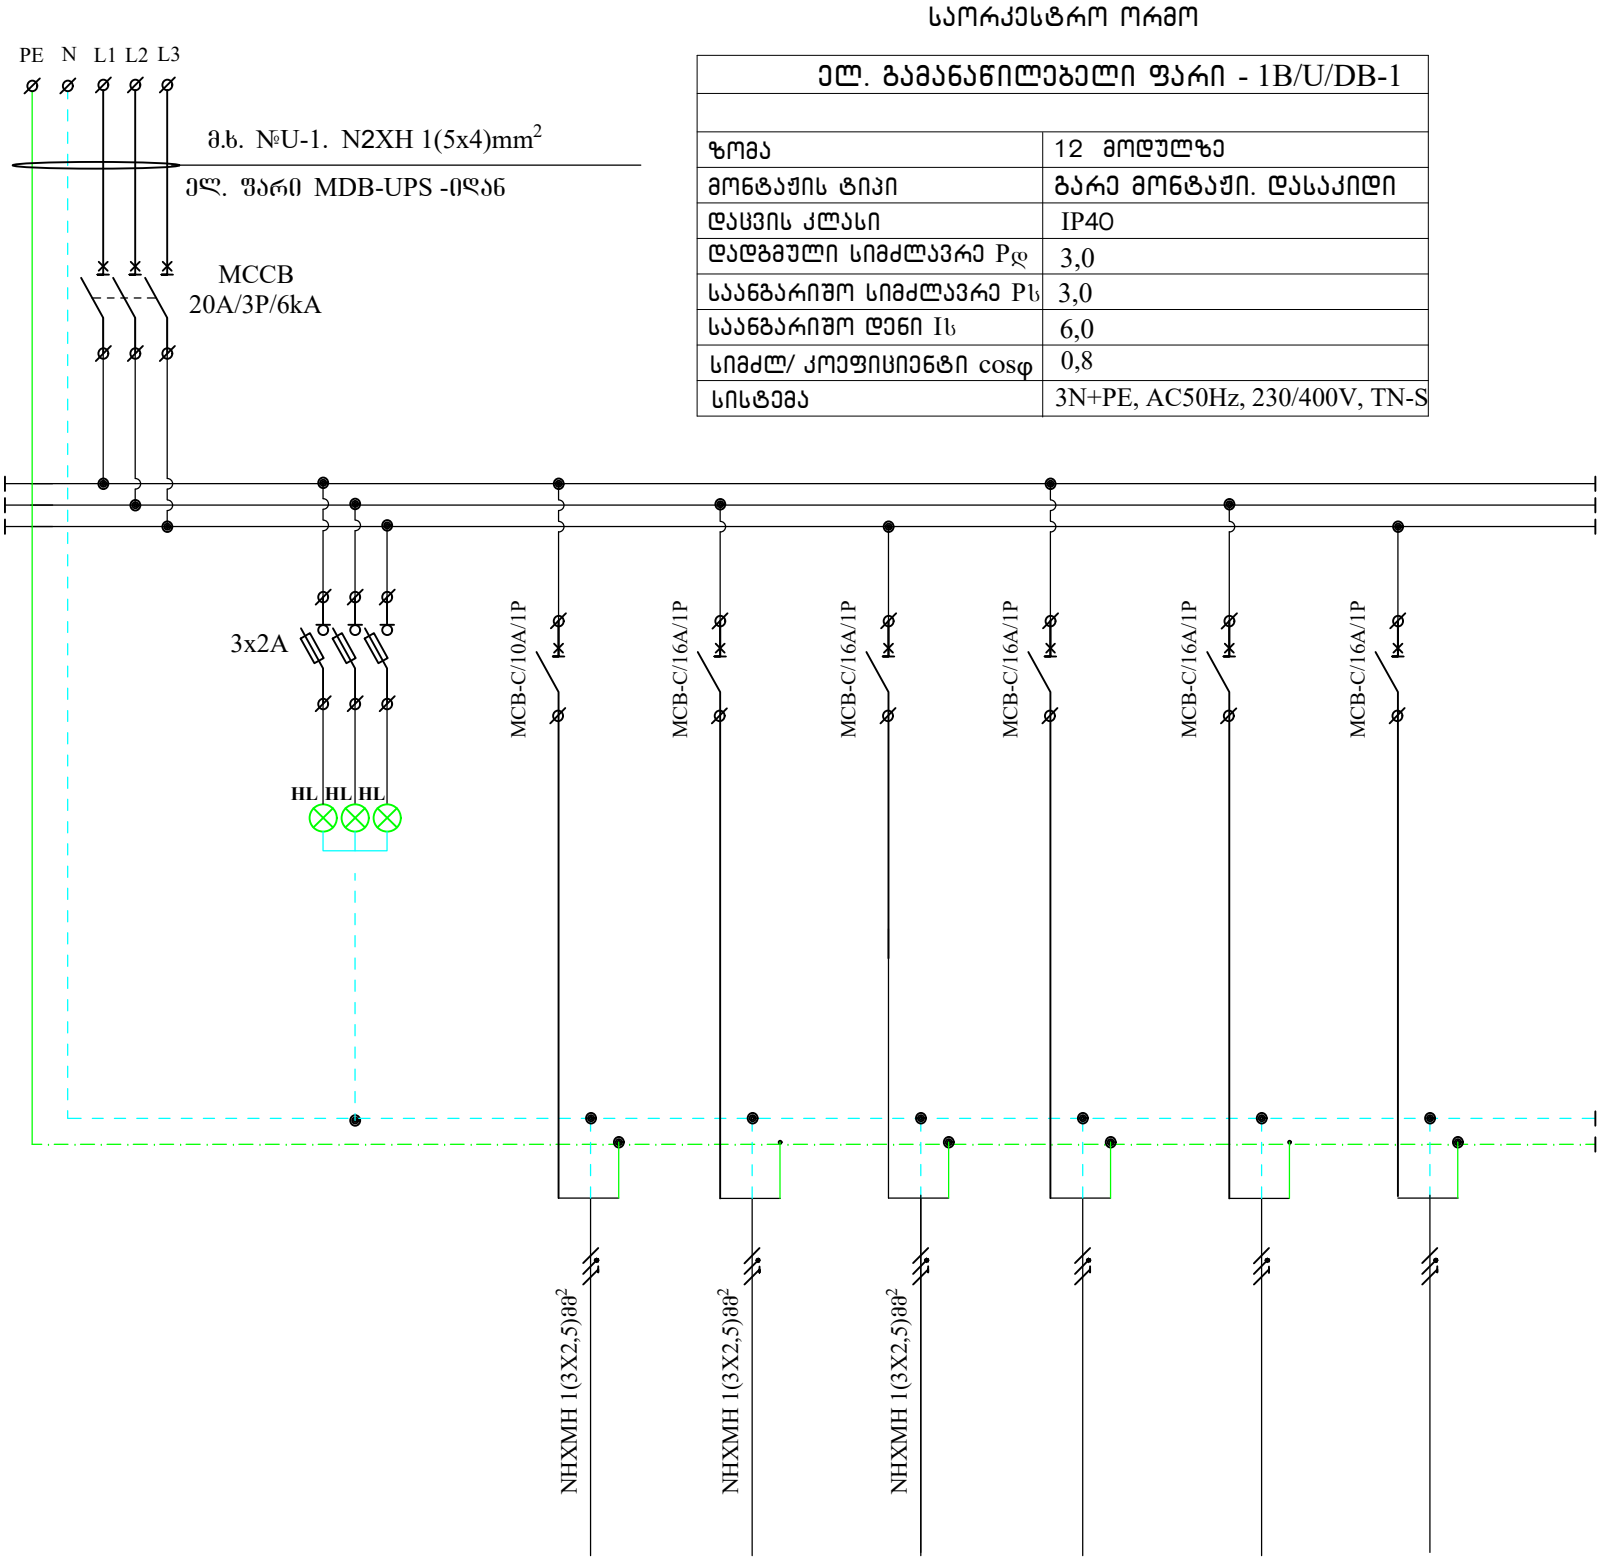 საორკესტრო ორმო
PE N L1 L2 L3
ელ. გამანაწილებელი ფარი - 1B/U/DB-1
მ.ხ. №U-1. N2XH 1(5x4)mm²
ელ. ფარი MDB-UPS -იდან
ზომა 12 მოდულზე
მონტაჟის ტიპი გარე მონტაჟი. დასაკიდი
დაცვის კლასი IP40
დადგმული სიმძლავრე Pდ 3,0
საანგარიშო სიმძლავრე Pს 3,0
საანგარიშო დენი Iს 6,0
სიმძლ/ კოეფიციენტი cosφ 0,8
სისტემა 3N+PE, AC50Hz, 230/400V, TN-S
MCCB
20A/3P/6kA
3x2A
MCB-C/10A/1P
MCB-C/16A/1P
MCB-C/16A/1P
MCB-C/16A/1P
MCB-C/16A/1P
MCB-C/16A/1P
HL HL HL
NHXMH 1(3X2,5)მმ²
NHXMH 1(3X2,5)მმ²
NHXMH 1(3X2,5)მმ²